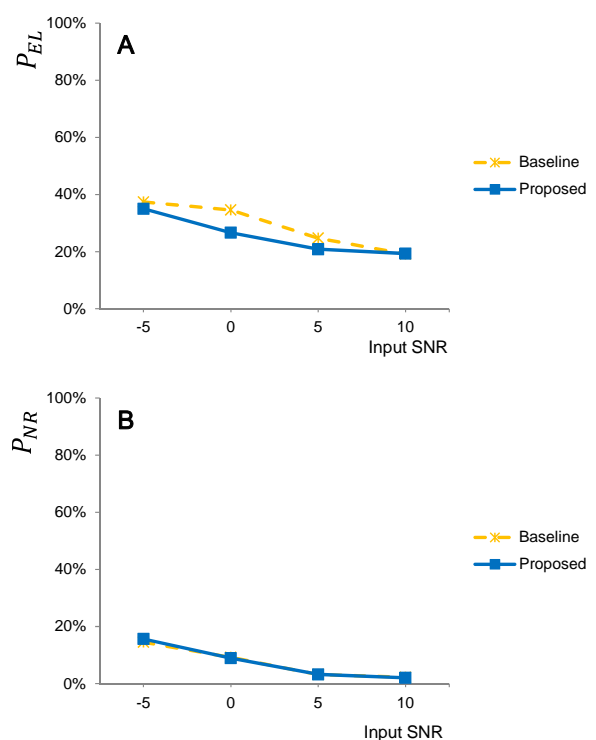 100%
A
P_EL
80%
60%
Baseline
40%
Proposed
20%
0%
-5 0 5 10
Input SNR
100%
B
P_NR
80%
60%
Baseline
40%
Proposed
20%
0%
-5 0 5 10
Input SNR